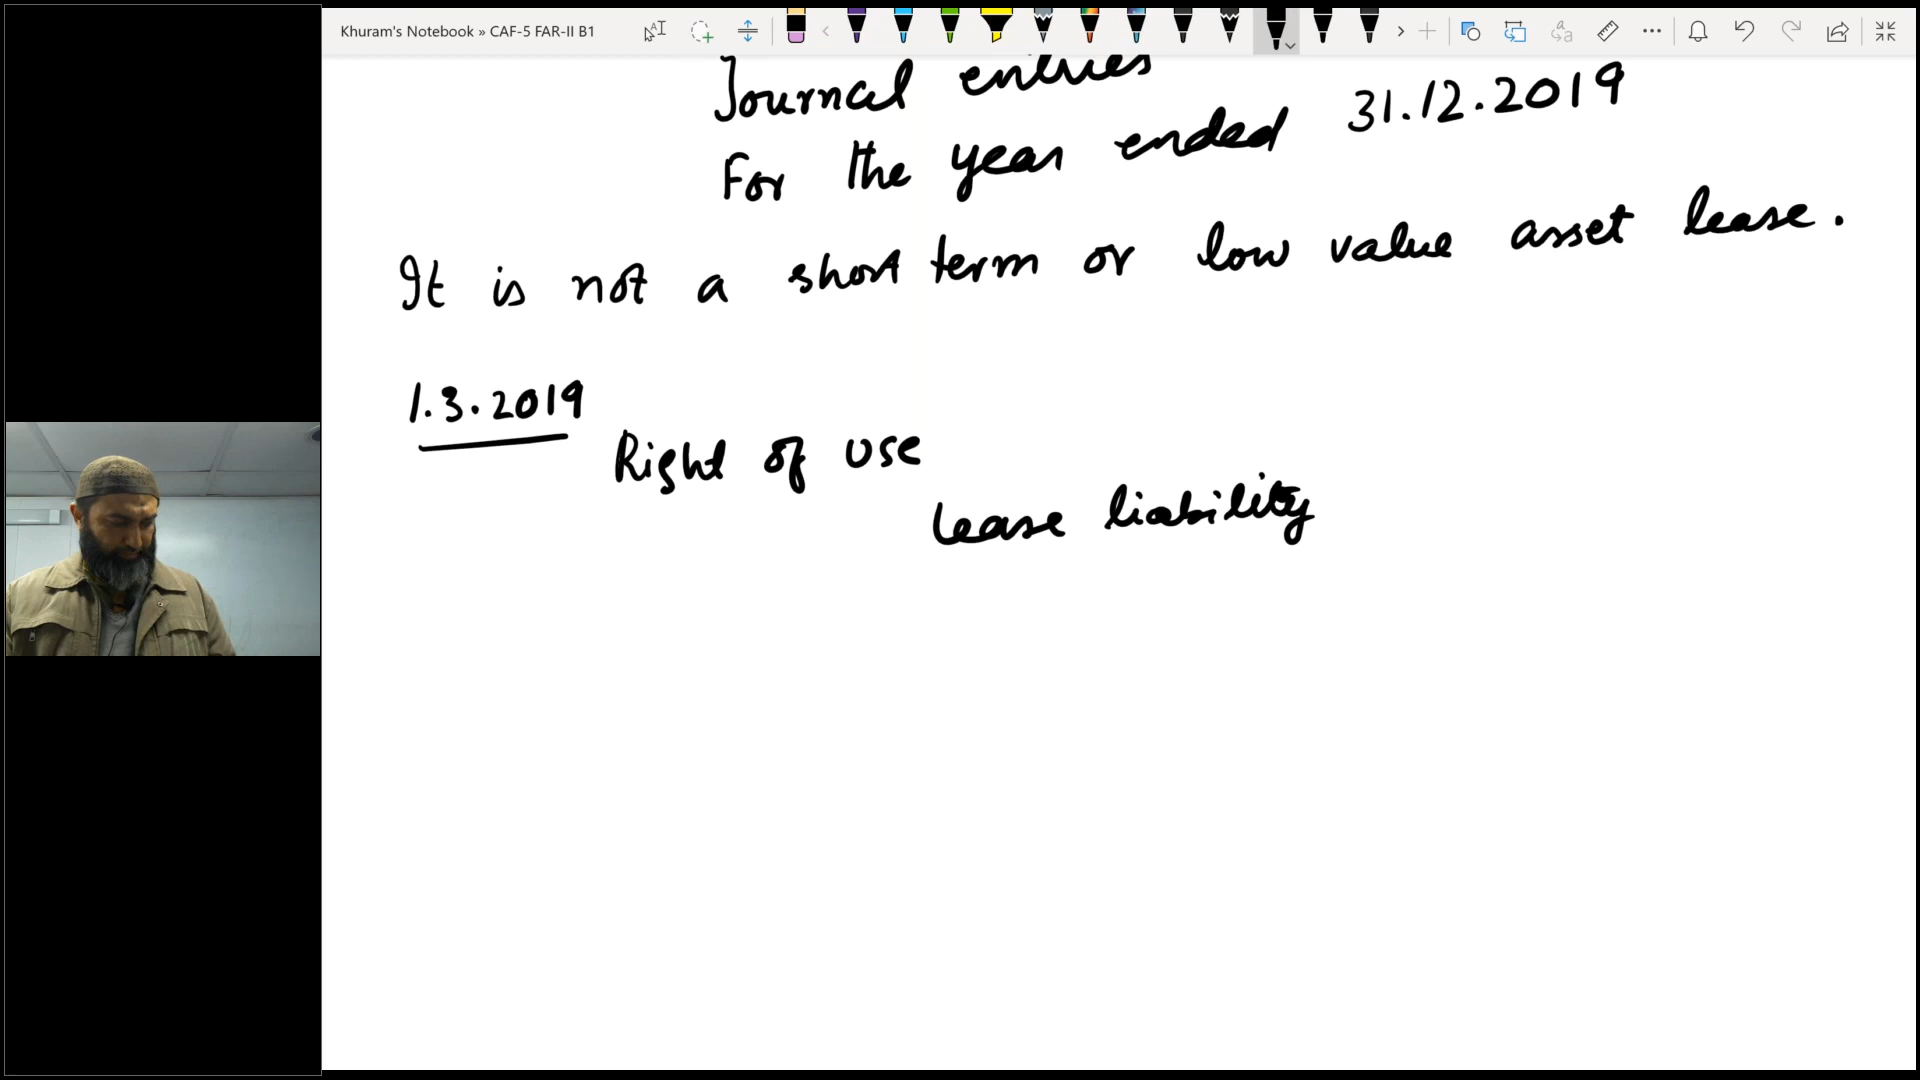 Khuram's Notebook » CAF-5 FAR-II B1
Journal entries
For the year ended 31.12.2019
It is not a short term or low value asset lease.
1.3.2019
Right of use
Lease liability